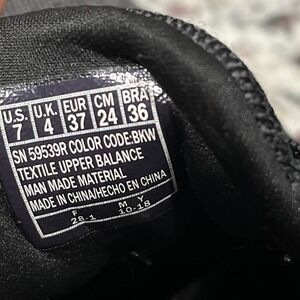 U.S. U.K. EUR CM BRA
7 4 37 24 36
SN 59539R COLOR CODE:BKW
TEXTILE UPPER BALANCE
MAN MADE MATERIAL
MADE IN CHINA/HECHO EN CHINA
F M Y
28-1 10-18